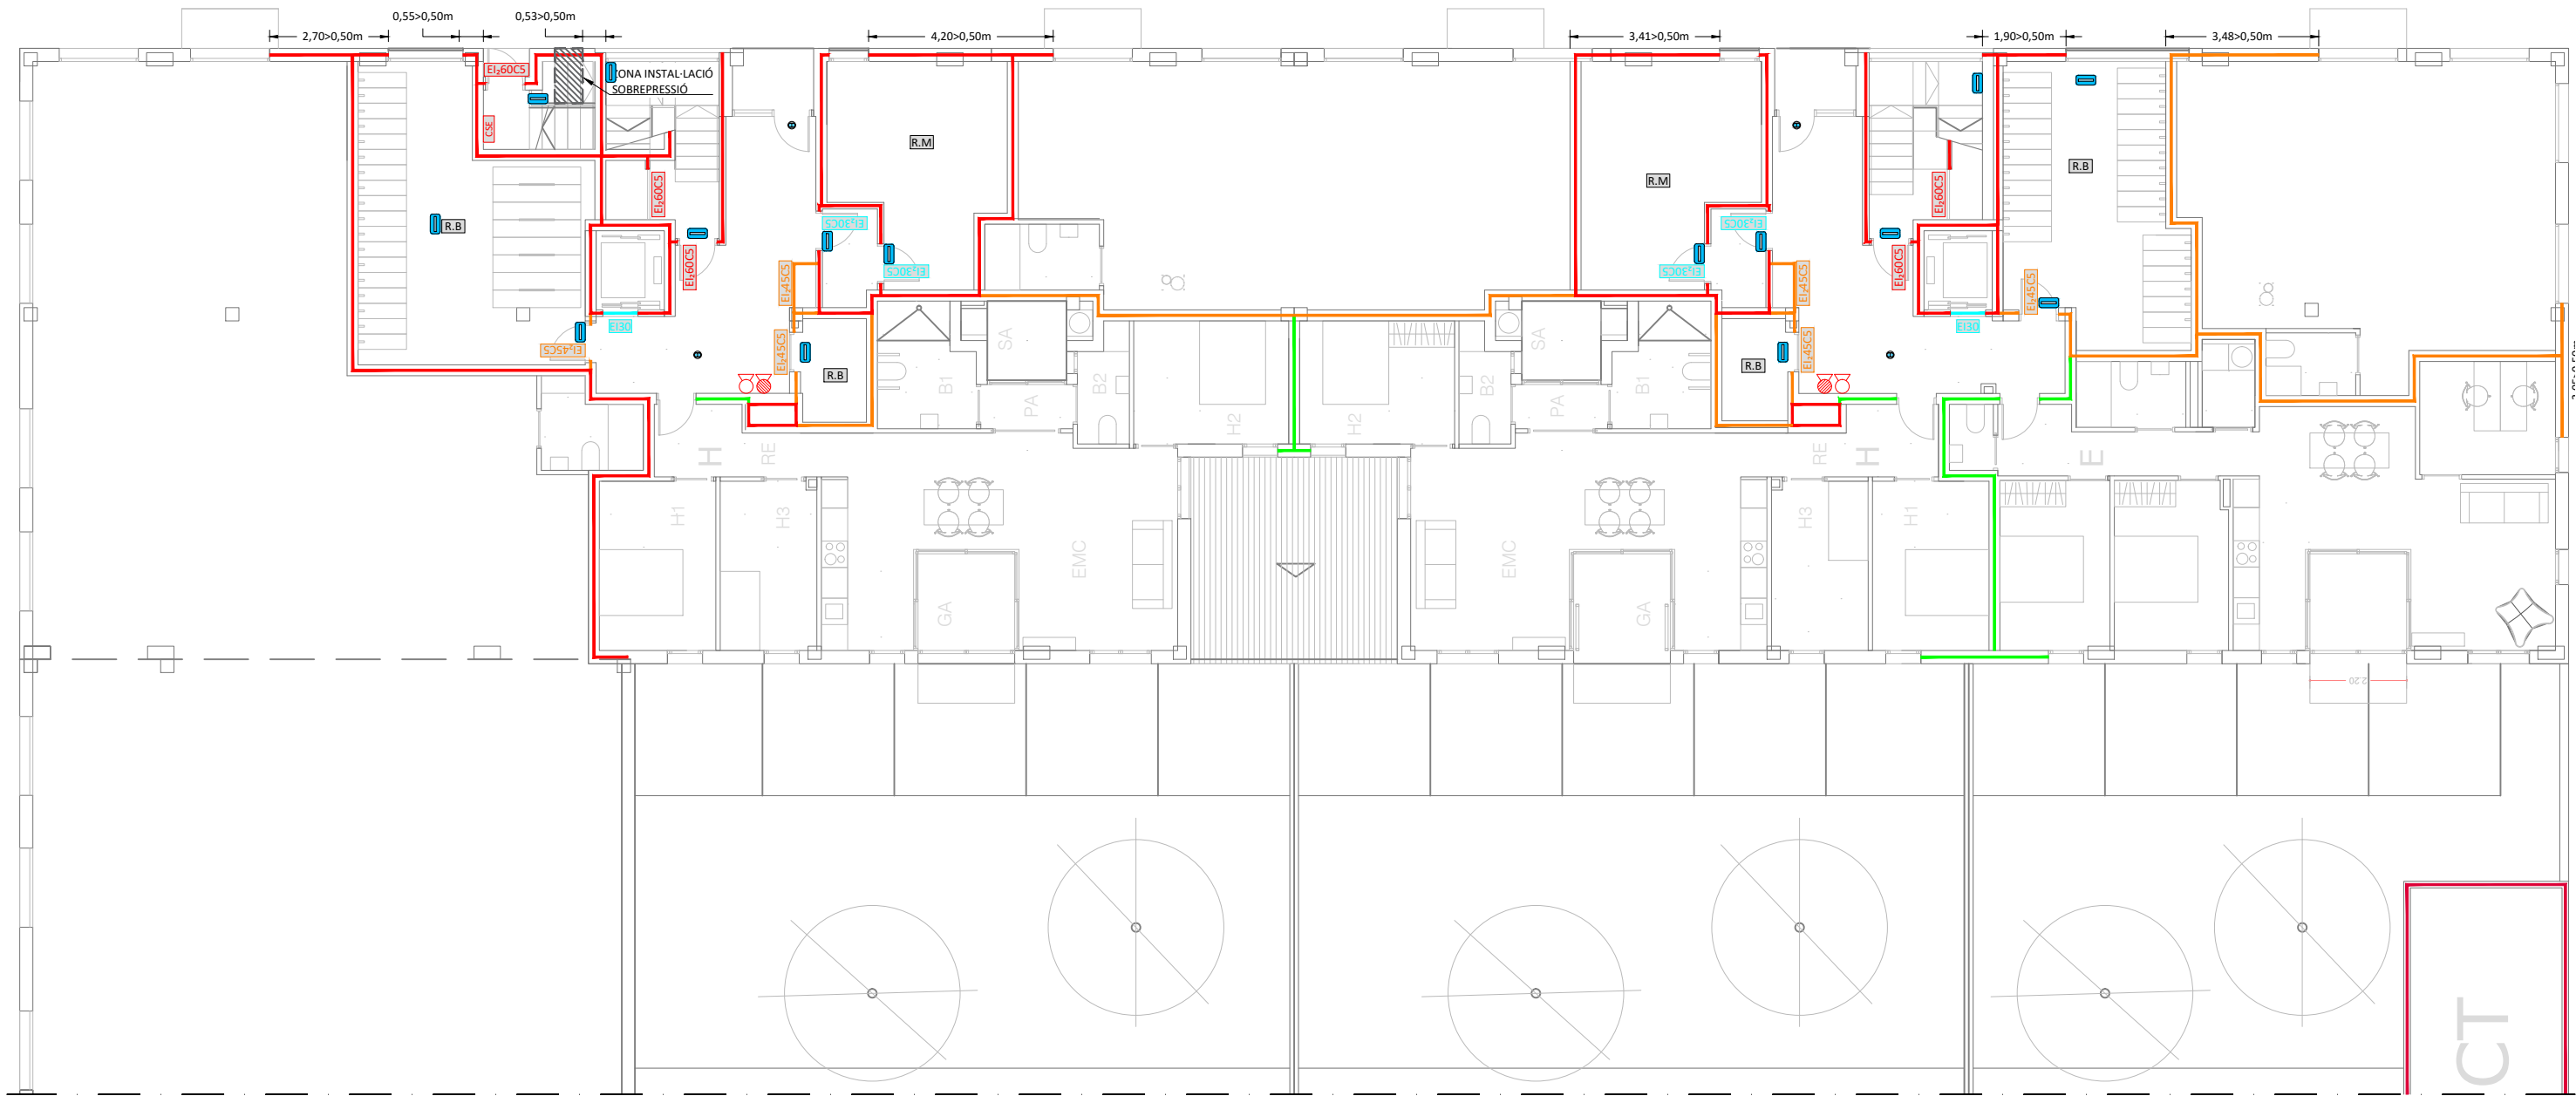 0,55>0,50m
0,53>0,50m
2,70>0,50m
4,20>0,50m
3,41>0,50m
1,90>0,50m
3,48>0,50m
EI₂60C5
ZONA INSTAL·LACIÓ
SOBREPRESSIÓ
CSE
R.M
R.M
R.B
R.B
EI₂60C5
EI₂60C5
EI₂30C5
EI₂30C5
EI₂60C5
EI₂60C5
EI₂45C5
EI₂30C5
EI₂30C5
EI₂45C5
EI₂45C5
EI30
EI30
EI₂45C5
EI₂45C5
EI₂45C5
R.B
R.B
SA
SA
B1
PA
B2
H2
H2
B2
PA
B1
H
RE
RE
H
E
H1
H3
EMC
EMC
H3
H1
GA
GA
2.20
CT